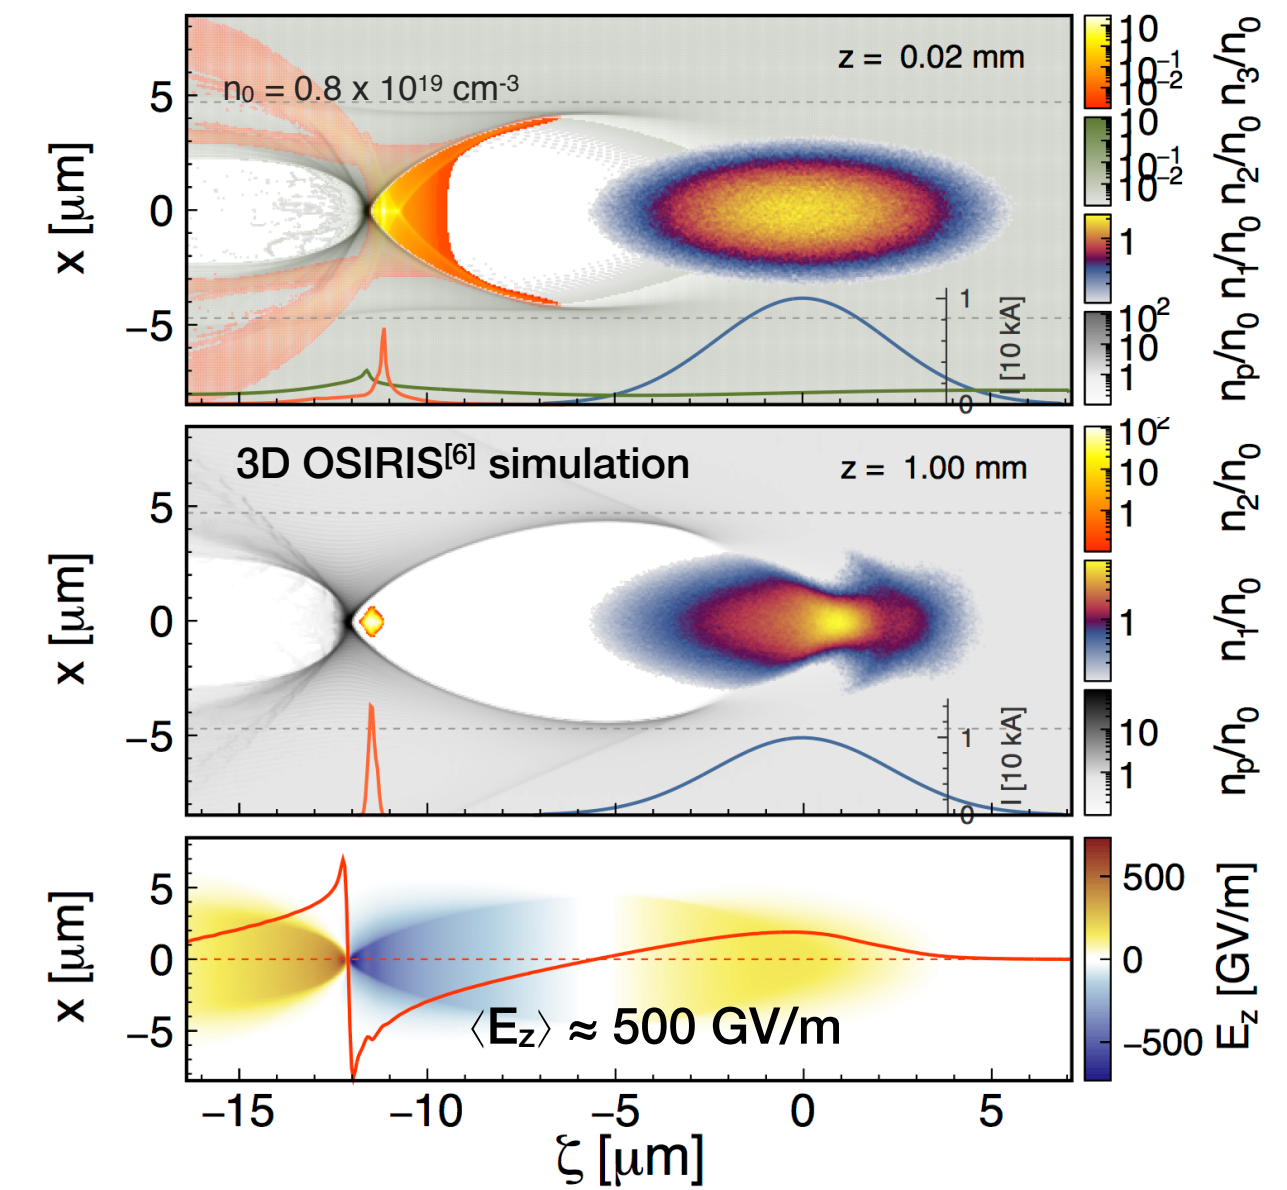 z = 0.02 mm
n₀ = 0.8 x 10¹⁹ cm⁻³
x [µm]
5
0
−5
1
0
I [10 kA]
10
10⁻¹
10⁻²
n₃/n₀
10
10⁻¹
10⁻²
n₂/n₀
1
n₁/n₀
10²
10
1
nₚ/n₀
3D OSIRIS[6] simulation
z = 1.00 mm
x [µm]
5
0
−5
1
0
I [10 kA]
10²
10
1
n₂/n₀
1
n₁/n₀
10
1
nₚ/n₀
x [µm]
5
0
−5
⟨E_z⟩ ≈ 500 GV/m
500
0
−500
E_z [GV/m]
−15
−10
−5
0
5
ζ [µm]